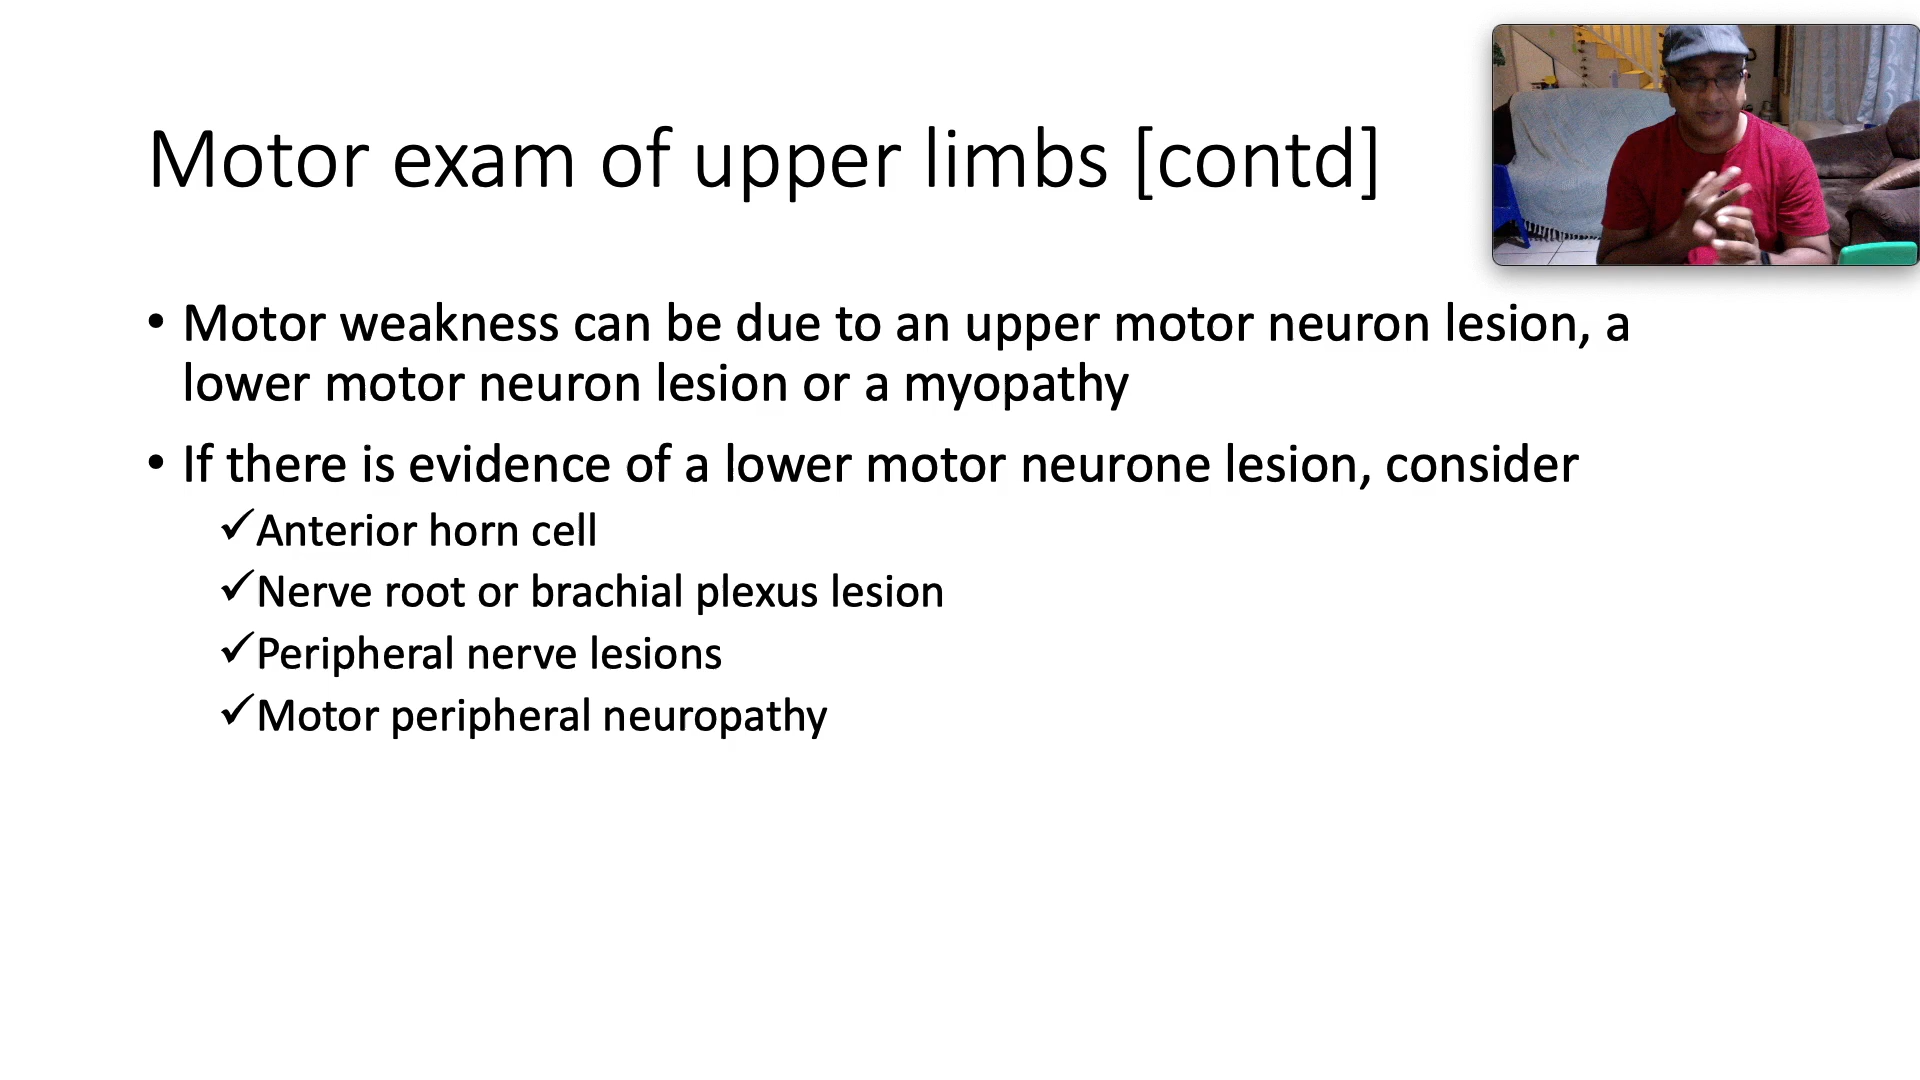 Motor exam of upper limbs [contd]
• Motor weakness can be due to an upper motor neuron lesion, a
lower motor neuron lesion or a myopathy
• If there is evidence of a lower motor neurone lesion, consider
✓Anterior horn cell
✓Nerve root or brachial plexus lesion
✓Peripheral nerve lesions
✓Motor peripheral neuropathy